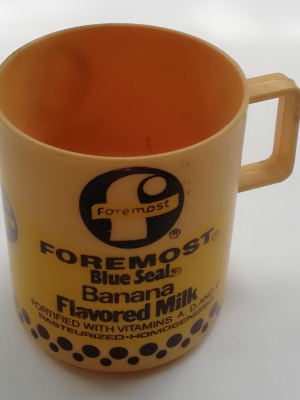 Foremost
®
FOREMOST®
Blue Seal®
Banana
Flavored Milk
FORTIFIED WITH VITAMINS A, D, AND
PASTEURIZED-HOMOGENIZED